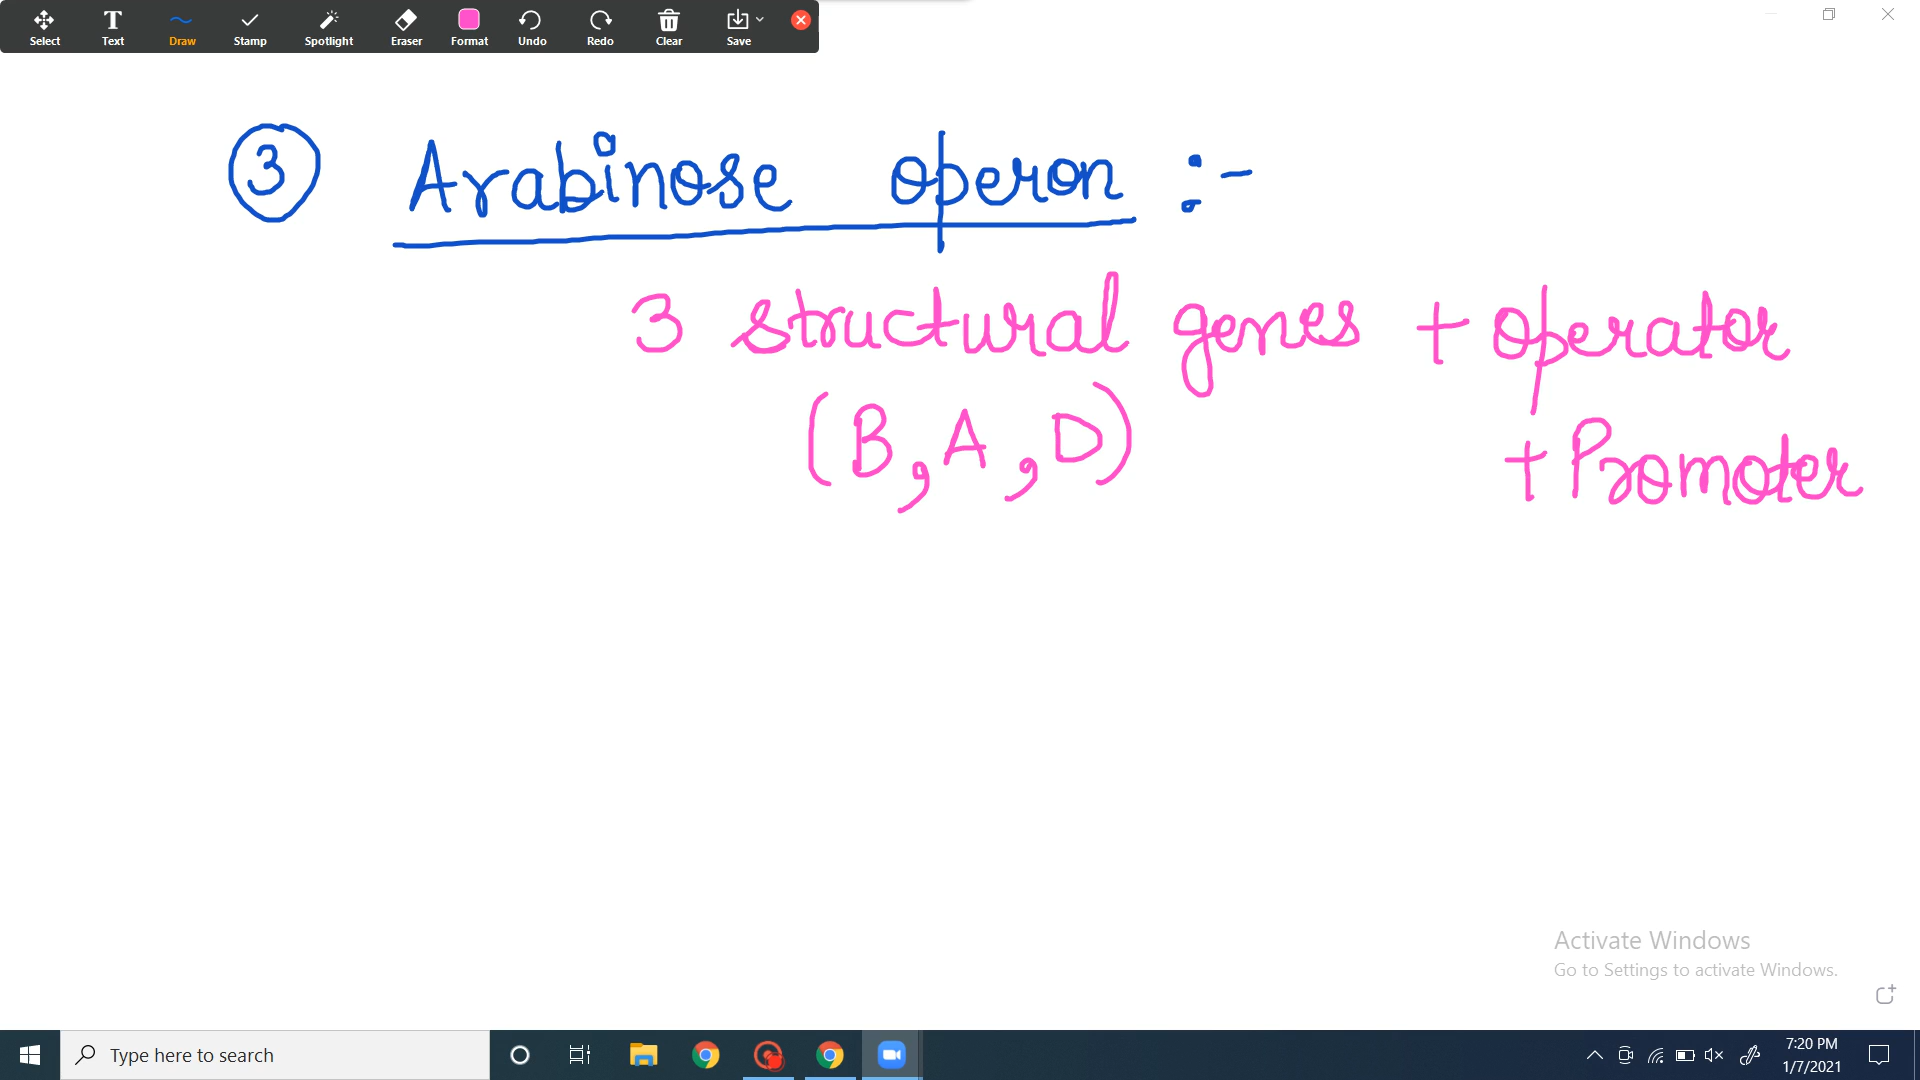 Select Text Draw Stamp Spotlight Eraser Format Undo Redo Clear Save
3 Arabinose operon :-
3 structural genes + operator
(B, A, D) + Promoter
Activate Windows
Go to Settings to activate Windows.
Type here to search
7:20 PM
1/7/2021